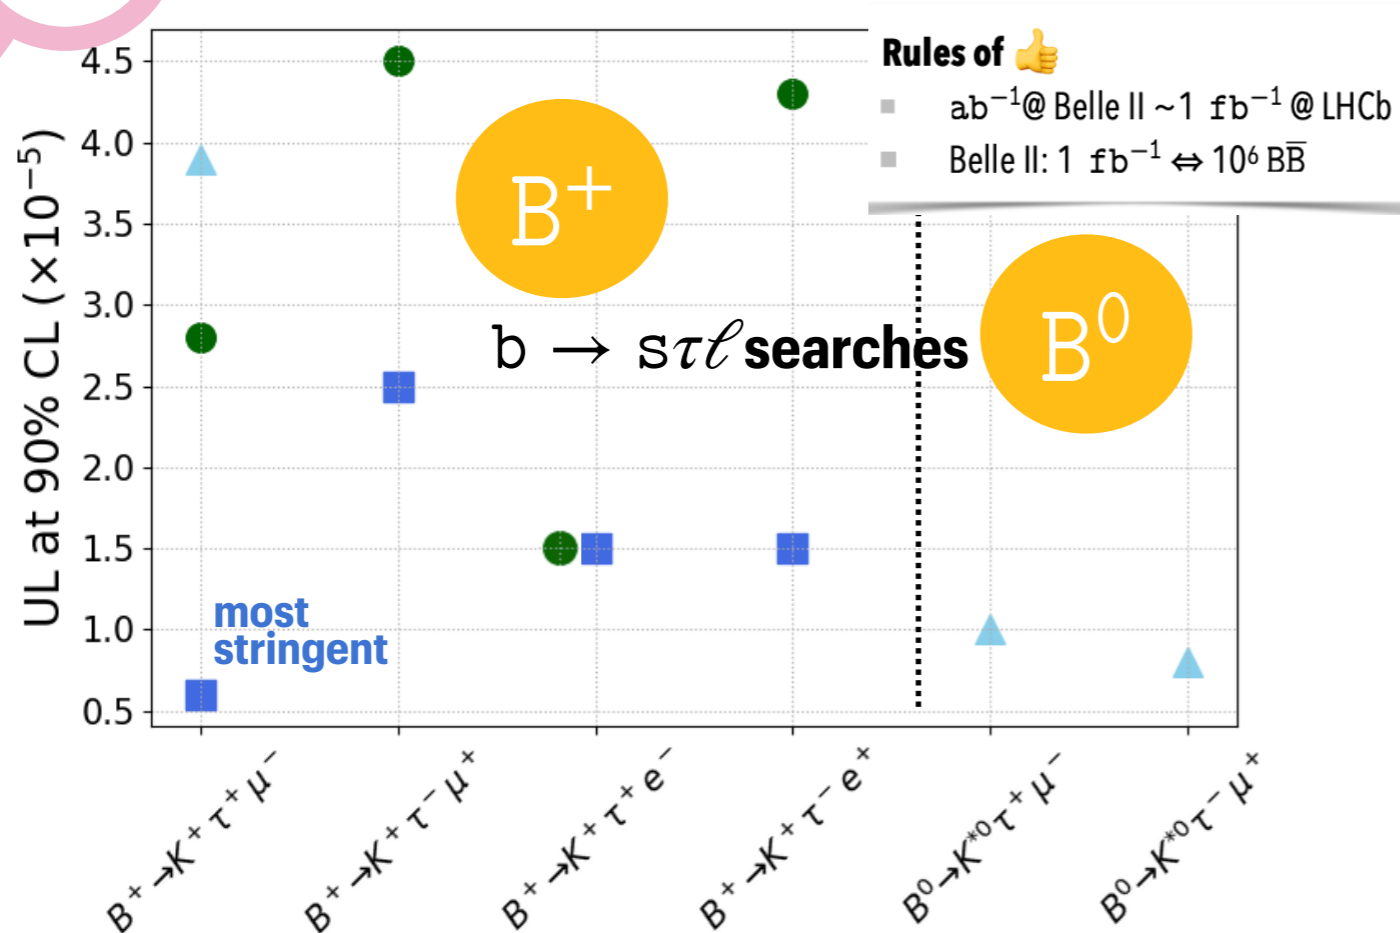 Rules of 👍
ab⁻¹@ Belle II ~1 fb⁻¹ @ LHCb
Belle II: 1 fb⁻¹ ⇔ 10⁶ BB̅
UL at 90% CL (×10⁻⁵)
4.5
4.0
3.5
3.0
2.5
2.0
1.5
1.0
0.5
B⁺
B⁰
b → sτℓ searches
most
stringent
B⁺→K⁺τ⁺μ⁻
B⁺→K⁺τ⁻μ⁺
B⁺→K⁺τ⁺e⁻
B⁺→K⁺τ⁻e⁺
B⁰→K*⁰τ⁺μ⁻
B⁰→K*⁰τ⁻μ⁺